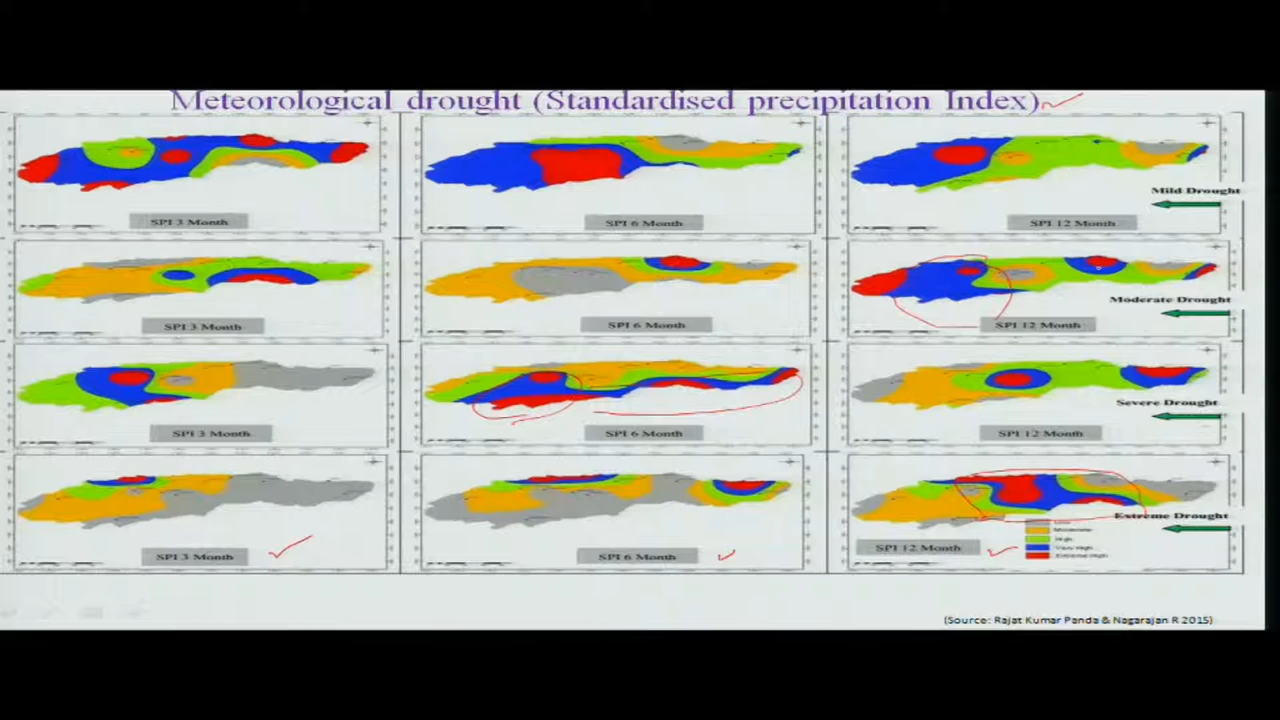 Meteorological drought (Standardised precipitation Index)
SPI 3 Month
SPI 6 Month
SPI 12 Month
Mild Drought
SPI 3 Month
SPI 6 Month
SPI 12 Month
Moderate Drought
SPI 3 Month
SPI 6 Month
SPI 12 Month
Severe Drought
SPI 3 Month
SPI 6 Month
SPI 12 Month
Extreme Drought
Low
Moderate
High
Very High
Extreme High
(Source: Rajat Kumar Panda & Nagarajan R 2015)